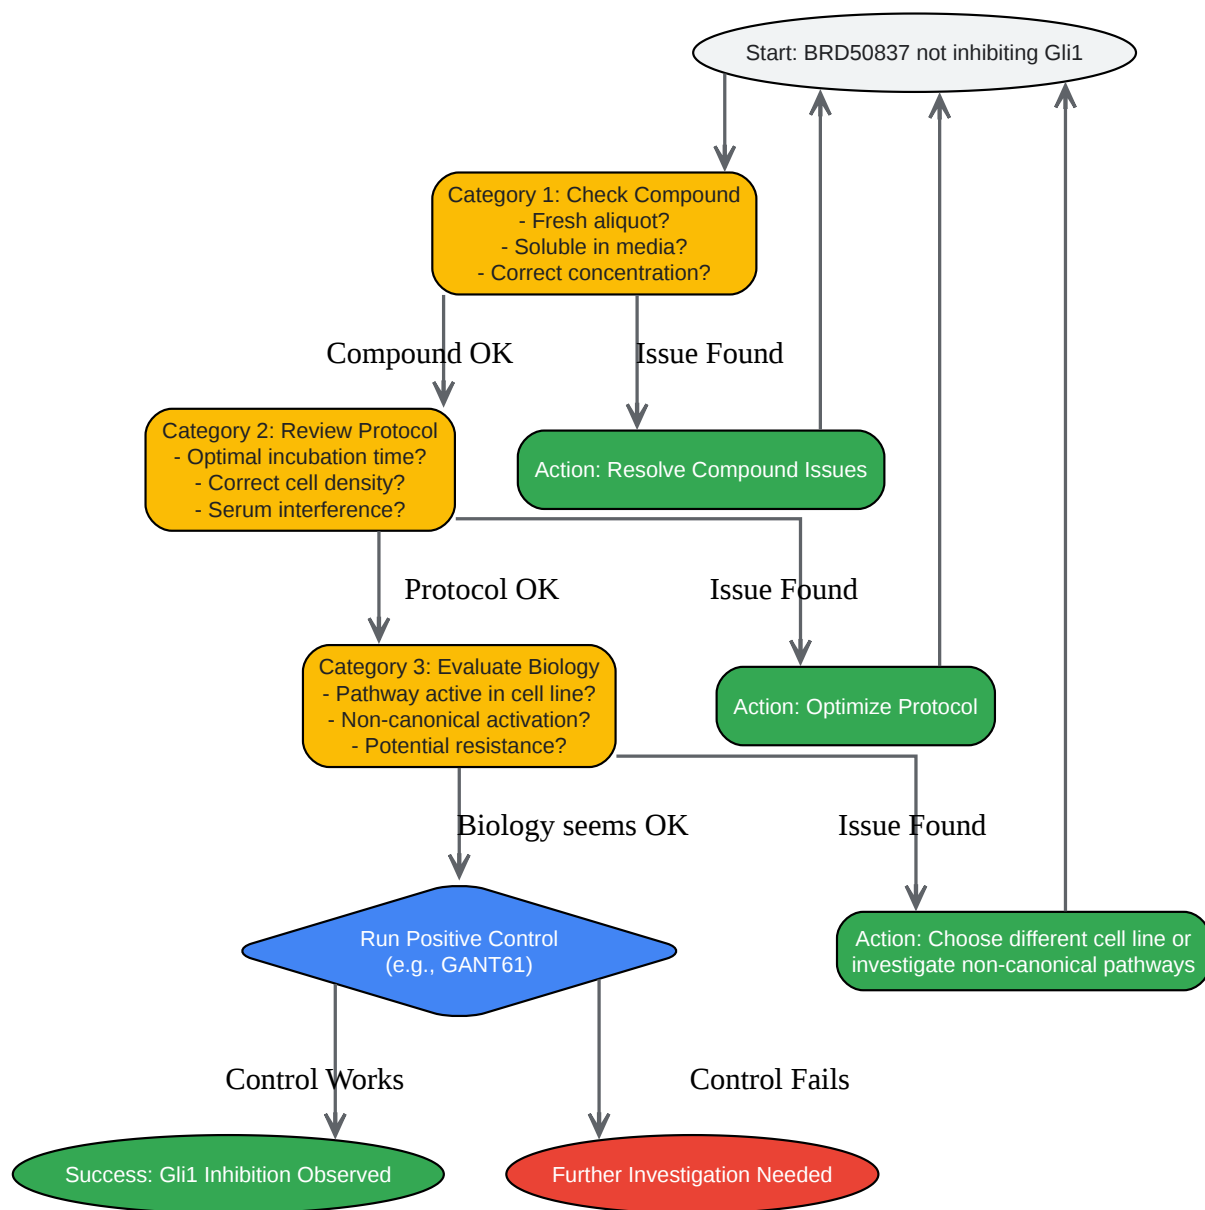 Start: BRD50837 not inhibiting Gli1
Category 1: Check Compound
- Fresh aliquot?
- Soluble in media?
- Correct concentration?
Compound OK
Issue Found
Category 2: Review Protocol
- Optimal incubation time?
- Correct cell density?
- Serum interference?
Action: Resolve Compound Issues
Protocol OK
Issue Found
Category 3: Evaluate Biology
- Pathway active in cell line?
- Non-canonical activation?
- Potential resistance?
Action: Optimize Protocol
Biology seems OK
Issue Found
Run Positive Control
(e.g., GANT61)
Action: Choose different cell line or
investigate non-canonical pathways
Control Works
Control Fails
Success: Gli1 Inhibition Observed
Further Investigation Needed